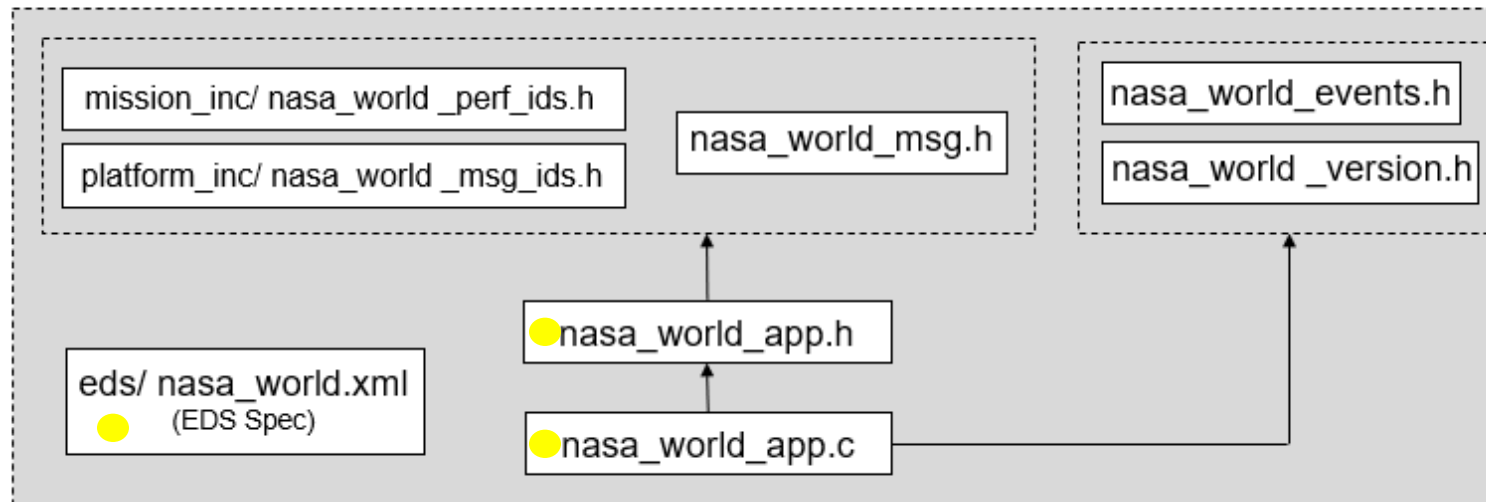 mission_inc/ nasa_world _perf_ids.h
platform_inc/ nasa_world _msg_ids.h
nasa_world_msg.h
nasa_world_events.h
nasa_world _version.h
nasa_world_app.h
eds/ nasa_world.xml
(EDS Spec)
nasa_world_app.c